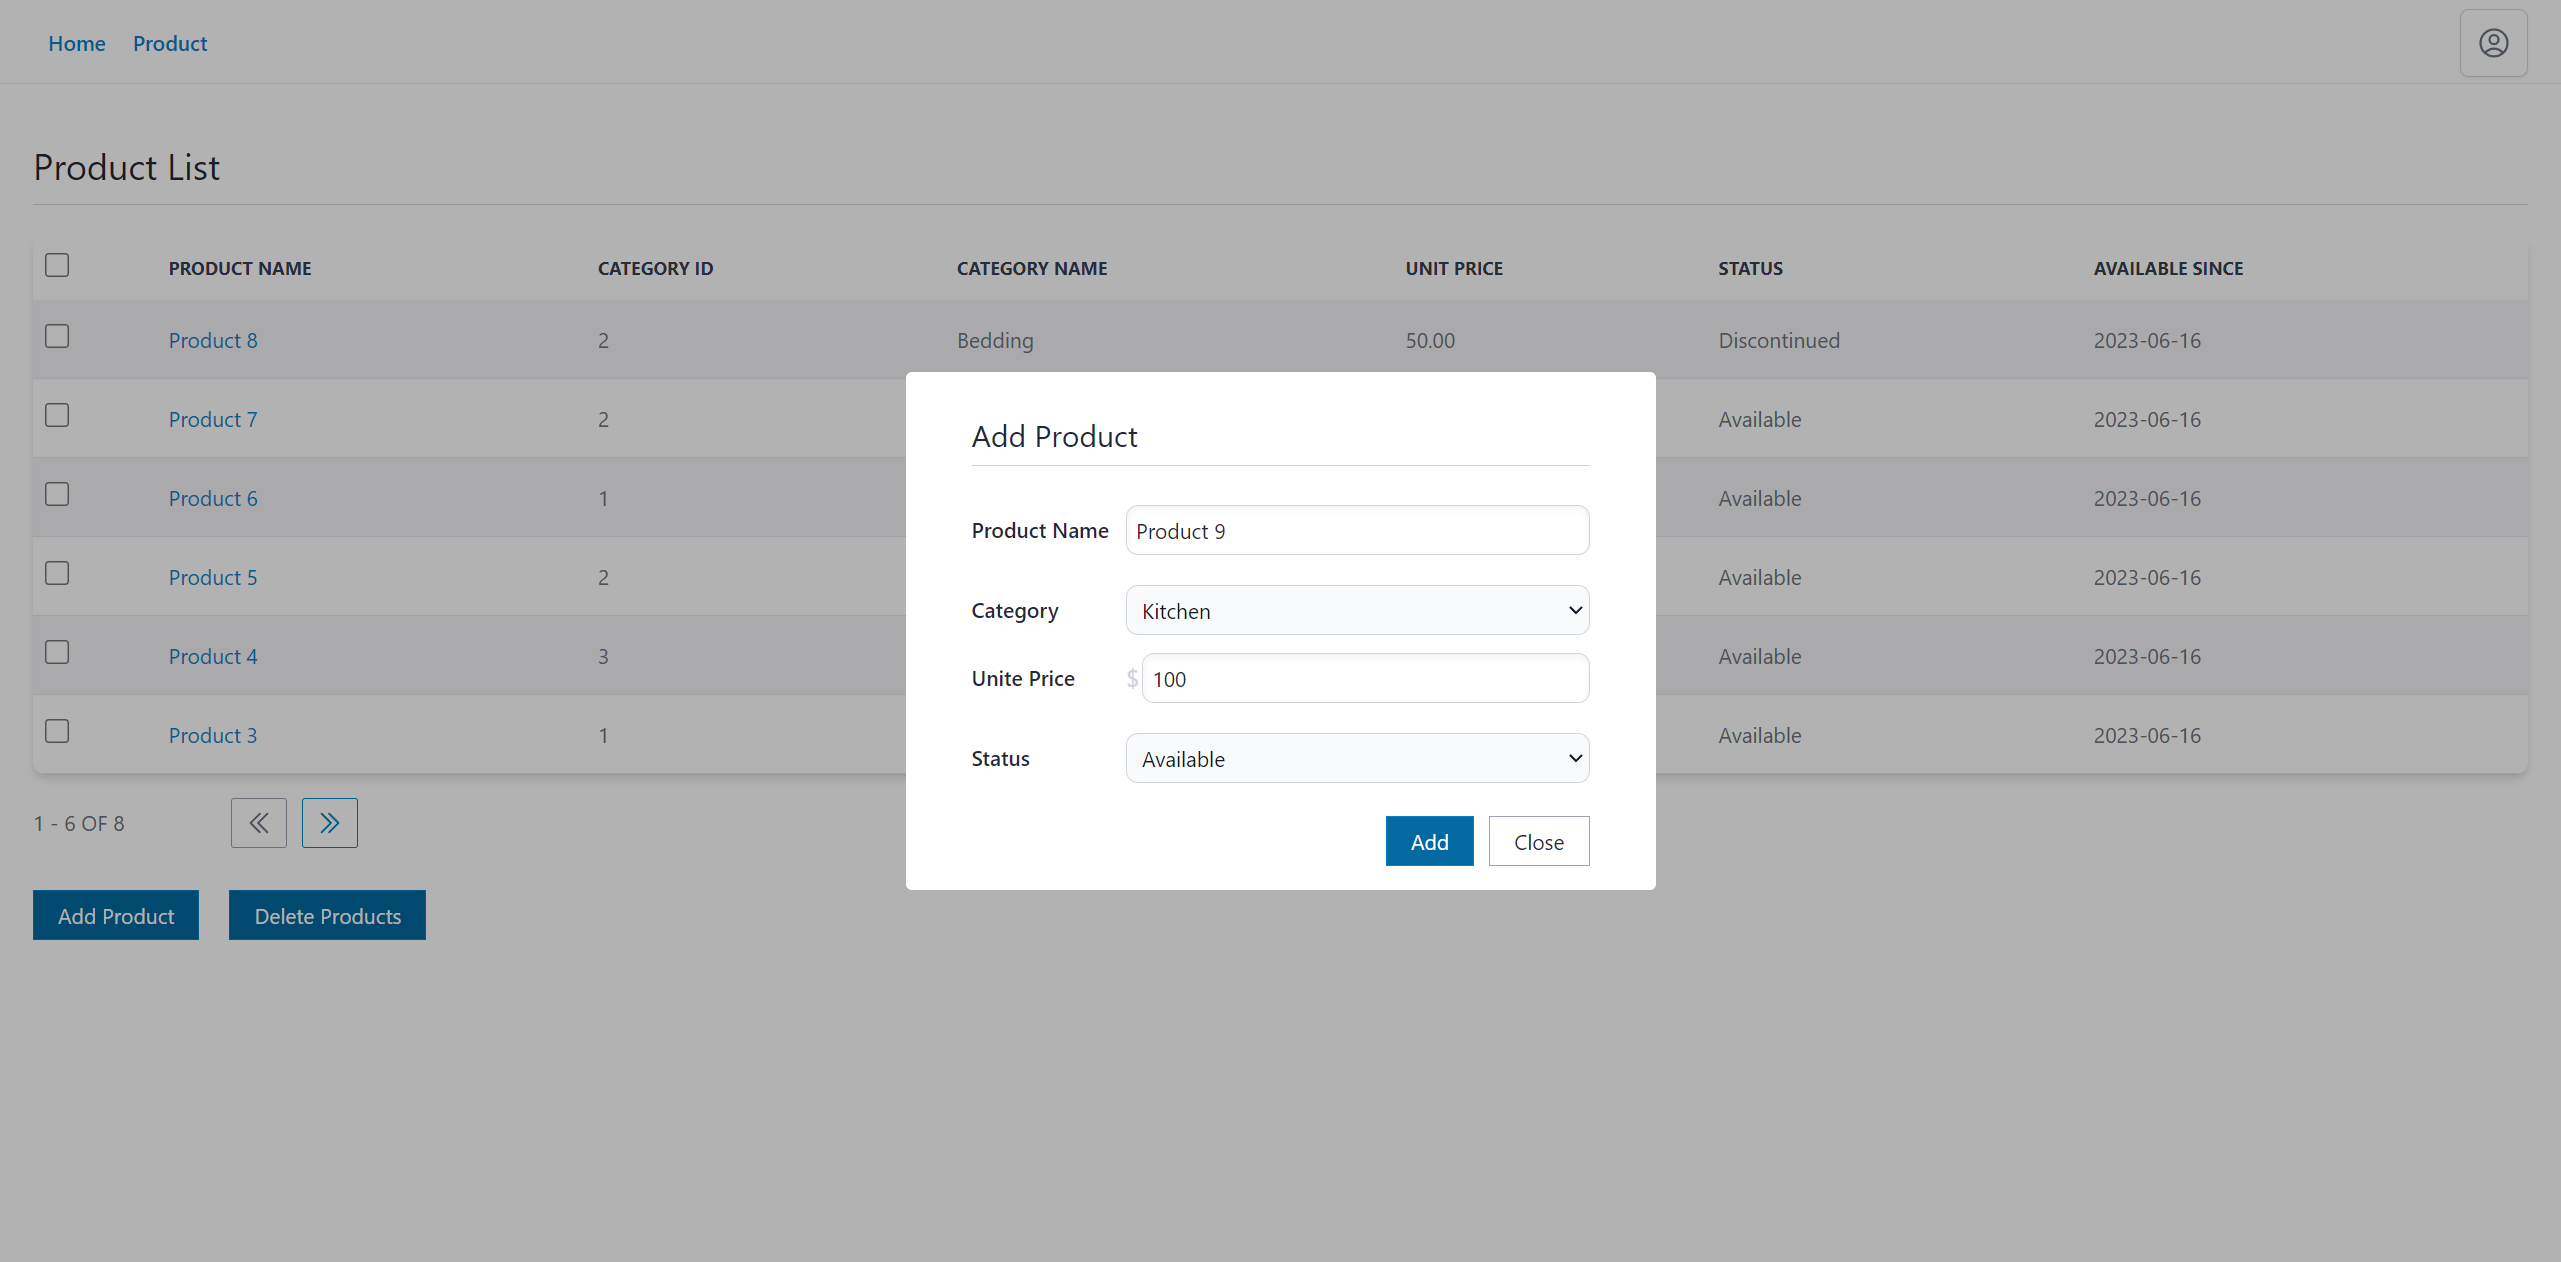 Home Product
Product List
PRODUCT NAME CATEGORY ID CATEGORY NAME UNIT PRICE STATUS AVAILABLE SINCE
Product 8 2 Bedding 50.00 Discontinued 2023-06-16
Product 7 2 Available 2023-06-16
Product 6 1 Available 2023-06-16
Product 5 2 Available 2023-06-16
Product 4 3 Available 2023-06-16
Product 3 1 Available 2023-06-16
1 - 6 OF 8
Add Product Delete Products
Add Product
Product Name Product 9
Category Kitchen
Unite Price $ 100
Status Available
Add Close